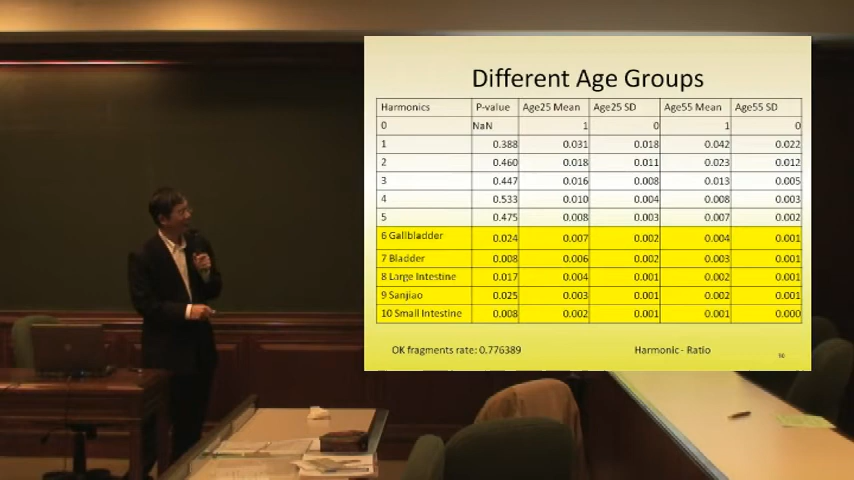 Different Age Groups
Harmonics P-value Age25 Mean Age25 SD Age55 Mean Age55 SD
0 NaN 1 0 1 0
1 0.388 0.031 0.018 0.042 0.022
2 0.460 0.018 0.011 0.023 0.012
3 0.447 0.016 0.008 0.013 0.005
4 0.533 0.010 0.004 0.008 0.003
5 0.475 0.008 0.003 0.007 0.002
6 Gallbladder 0.024 0.007 0.002 0.004 0.001
7 Bladder 0.008 0.006 0.002 0.003 0.001
8 Large Intestine 0.017 0.004 0.001 0.002 0.001
9 Sanjiao 0.025 0.003 0.001 0.002 0.001
10 Small Intestine 0.008 0.002 0.001 0.001 0.000
OK fragments rate: 0.776389 Harmonic - Ratio